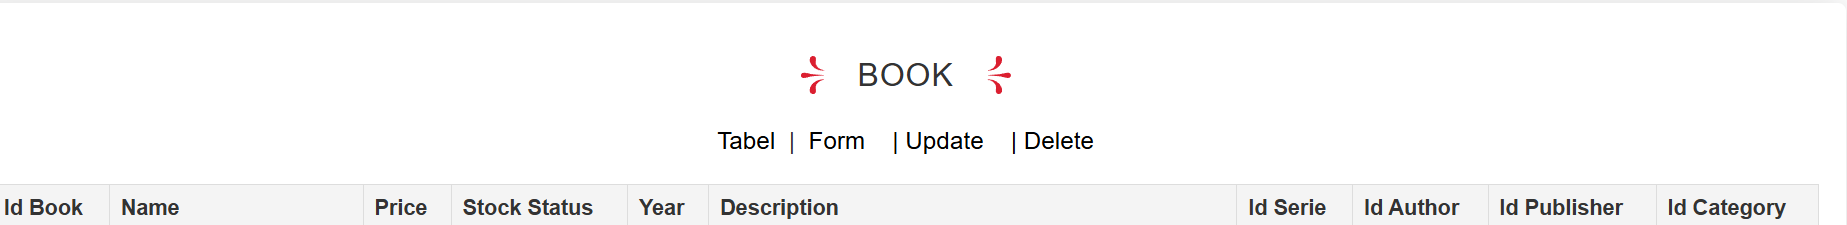 BOOK
Tabel | Form | Update | Delete
Id Book Name Price Stock Status Year Description Id Serie Id Author Id Publisher Id Category